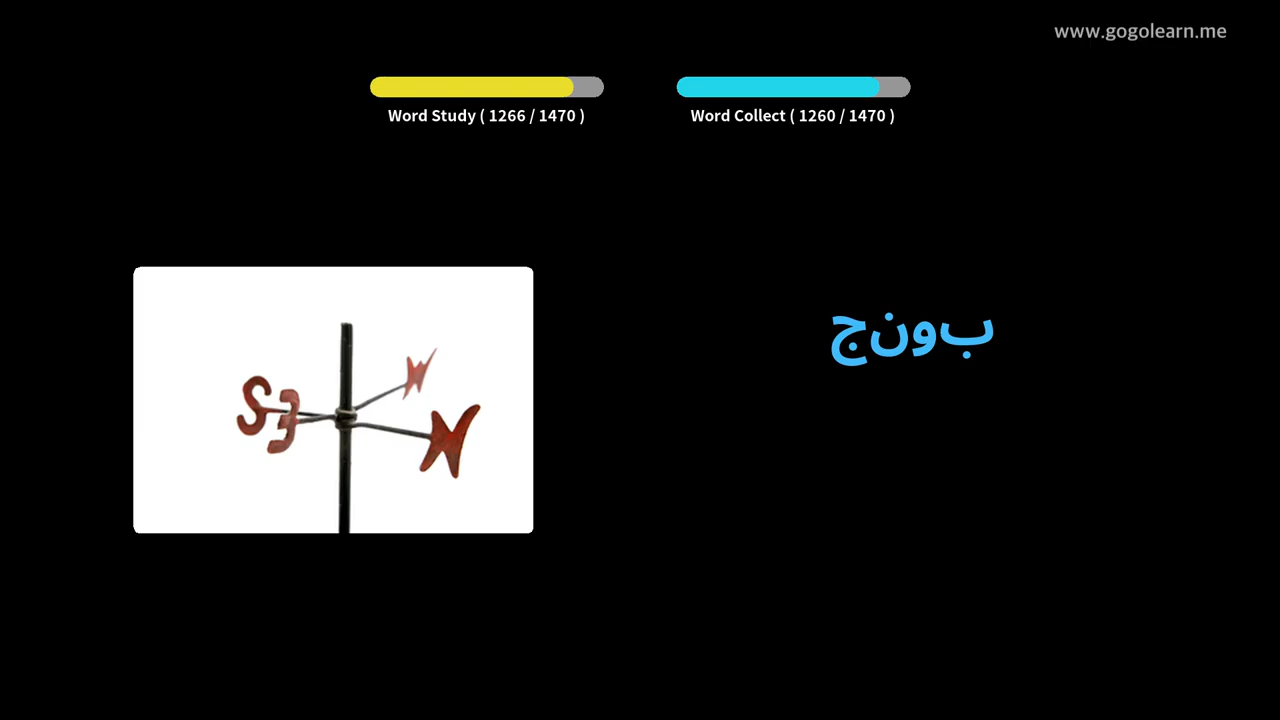 www.gogolearn.me
Word Study ( 1266 / 1470 )
Word Collect ( 1260 / 1470 )
S
E
N
W
بونج